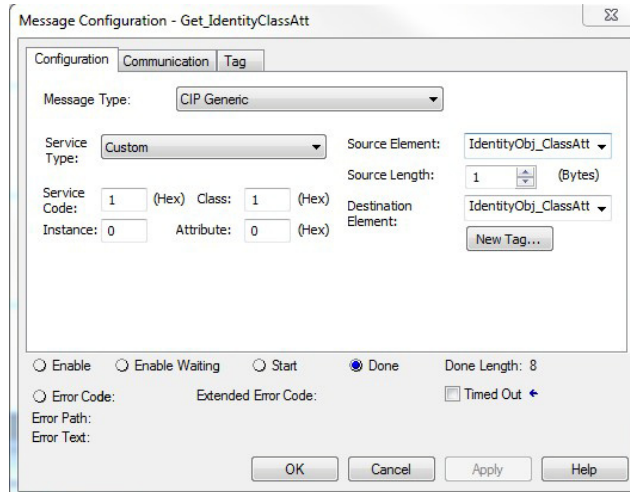 Message Configuration - Get_IdentityClassAtt
Configuration Communication Tag
Message Type: CIP Generic
Service Type: Custom
Source Element: IdentityObj_ClassAtt
Source Length: 1 (Bytes)
Service Code: 1 (Hex) Class: 1 (Hex)
Destination Element: IdentityObj_ClassAtt
Instance: 0 Attribute: 0 (Hex)
New Tag...
Enable Enable Waiting Start Done Done Length: 8
Error Code: Extended Error Code: Timed Out
Error Path:
Error Text:
OK Cancel Apply Help